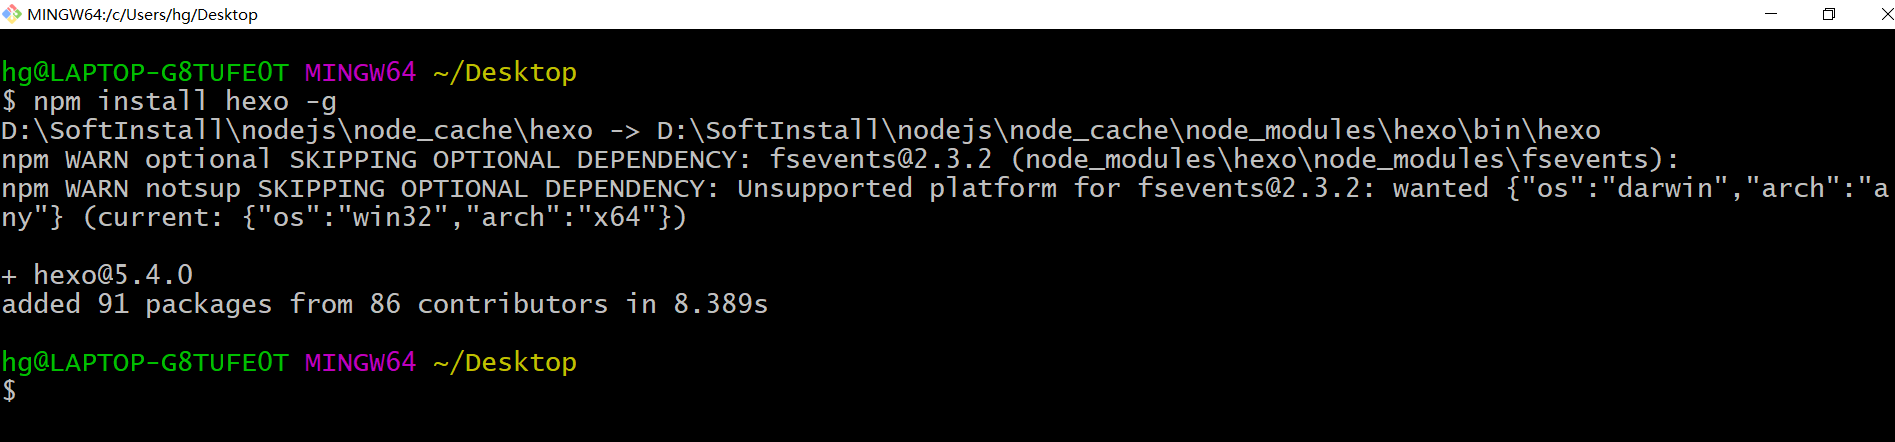 MINGW64:/c/Users/hg/Desktop
hg@LAPTOP-G8TUFE0T MINGW64 ~/Desktop
$ npm install hexo -g
D:\SoftInstall\nodejs\node_cache\hexo -> D:\SoftInstall\nodejs\node_cache\node_modules\hexo\bin\hexo
npm WARN optional SKIPPING OPTIONAL DEPENDENCY: fsevents@2.3.2 (node_modules\hexo\node_modules\fsevents):
npm WARN notsup SKIPPING OPTIONAL DEPENDENCY: Unsupported platform for fsevents@2.3.2: wanted {"os":"darwin","arch":"a
ny"} (current: {"os":"win32","arch":"x64"})
+ hexo@5.4.0
added 91 packages from 86 contributors in 8.389s
hg@LAPTOP-G8TUFE0T MINGW64 ~/Desktop
$